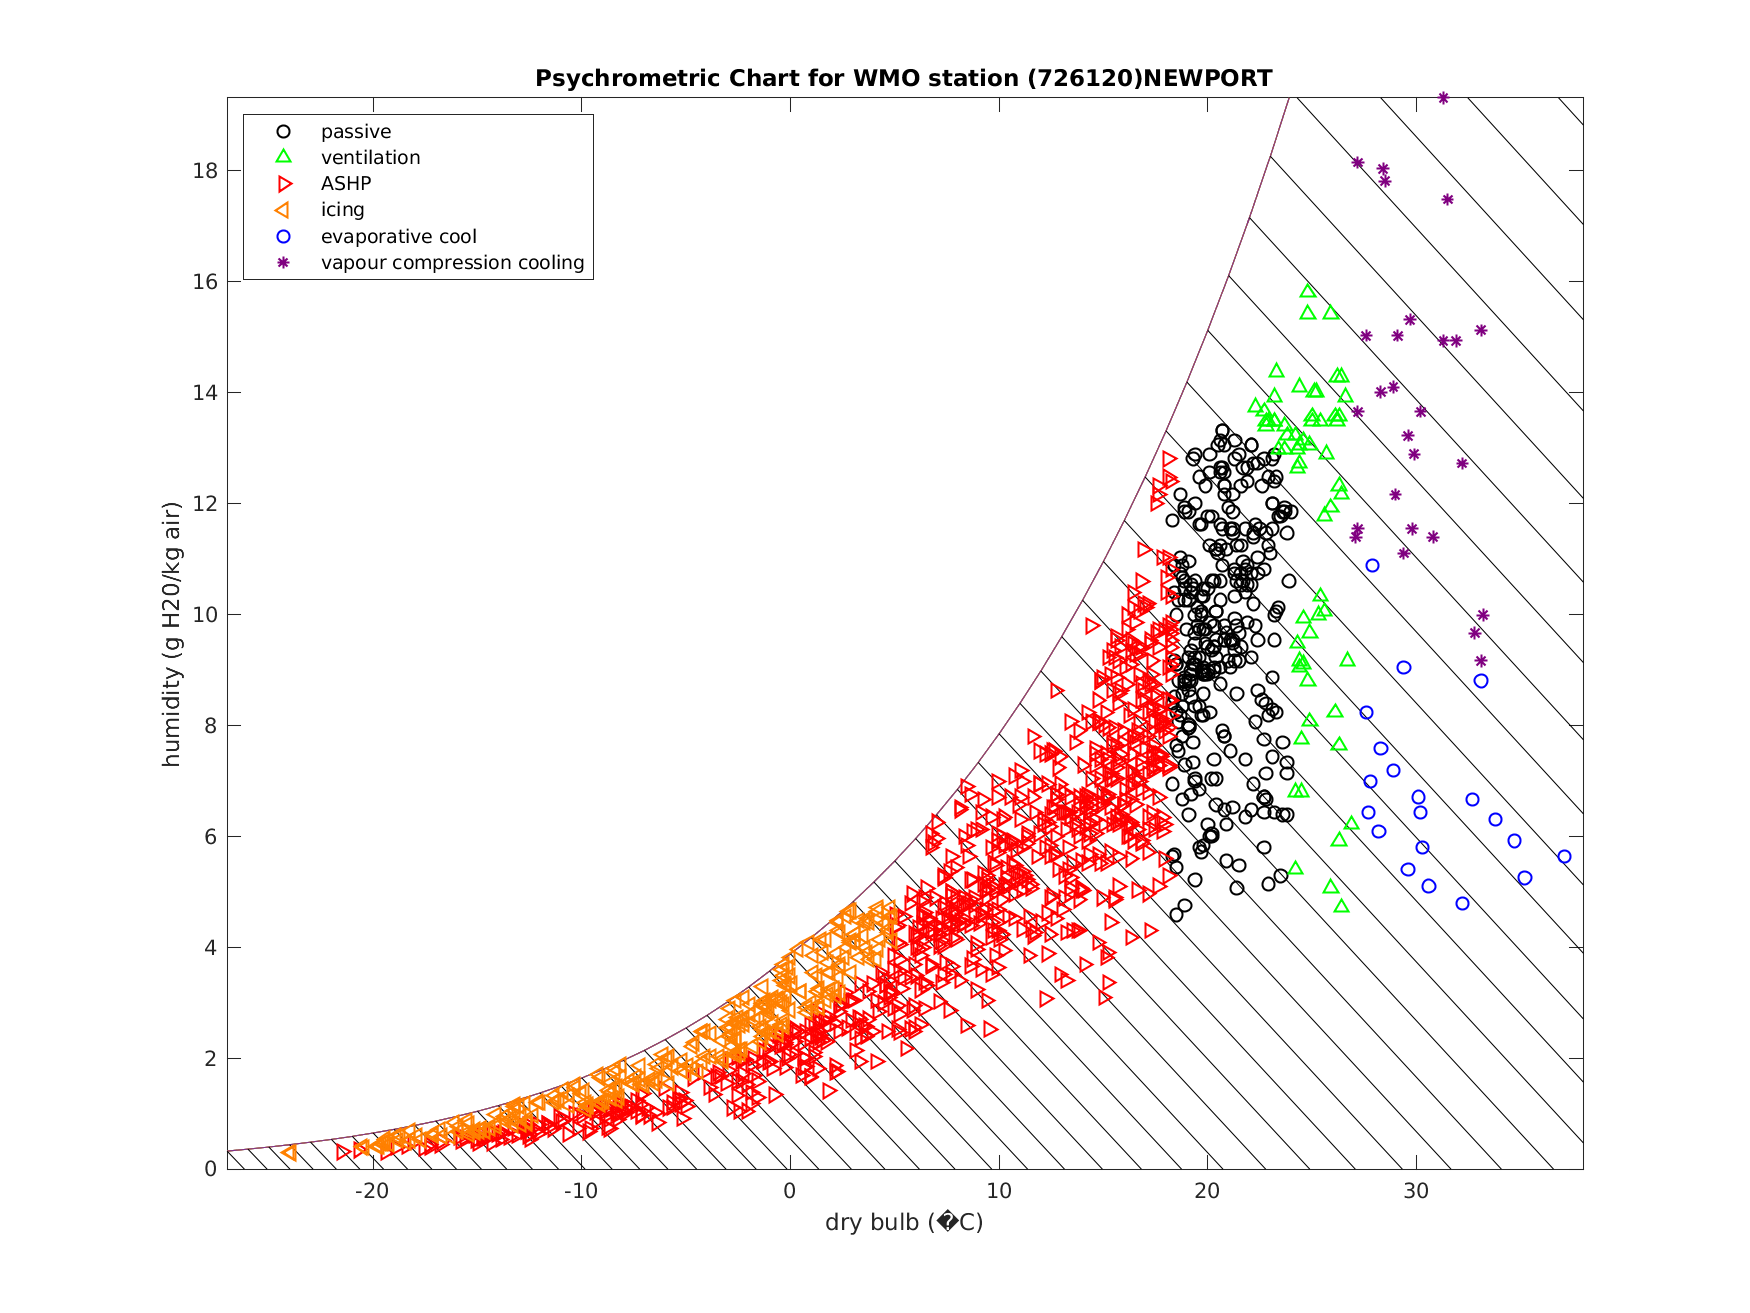 Psychrometric Chart for WMO station (726120)NEWPORT
passive
ventilation
ASHP
icing
evaporative cool
vapour compression cooling
humidity (g H20/kg air)
18
16
14
12
10
8
6
4
2
0
-20
-10
0
10
20
30
dry bulb (�C)